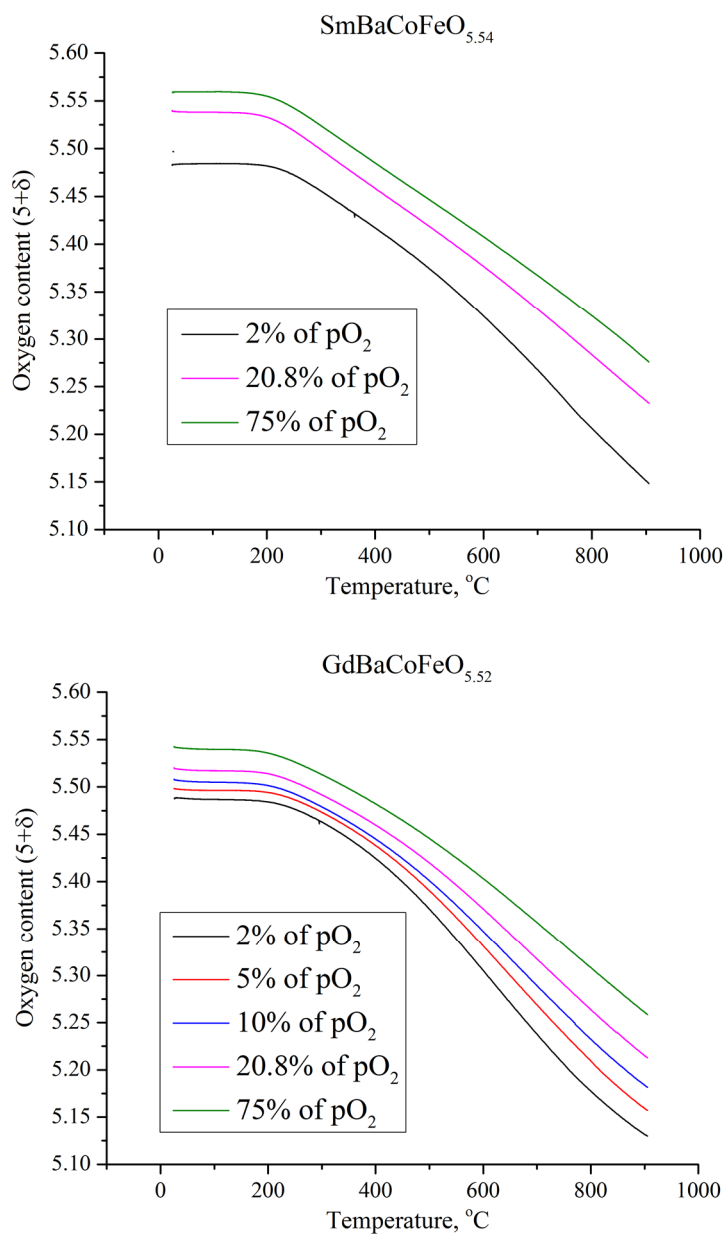 SmBaCoFeO5.54
5.60
5.55
5.50
5.45
5.40
5.35
5.30
5.25
5.20
5.15
5.10
Oxygen content (5+δ)
2% of pO2
20.8% of pO2
75% of pO2
0 200 400 600 800 1000
Temperature, oC
GdBaCoFeO5.52
5.60
5.55
5.50
5.45
5.40
5.35
5.30
5.25
5.20
5.15
5.10
Oxygen content (5+δ)
2% of pO2
5% of pO2
10% of pO2
20.8% of pO2
75% of pO2
0 200 400 600 800 1000
Temperature, oC